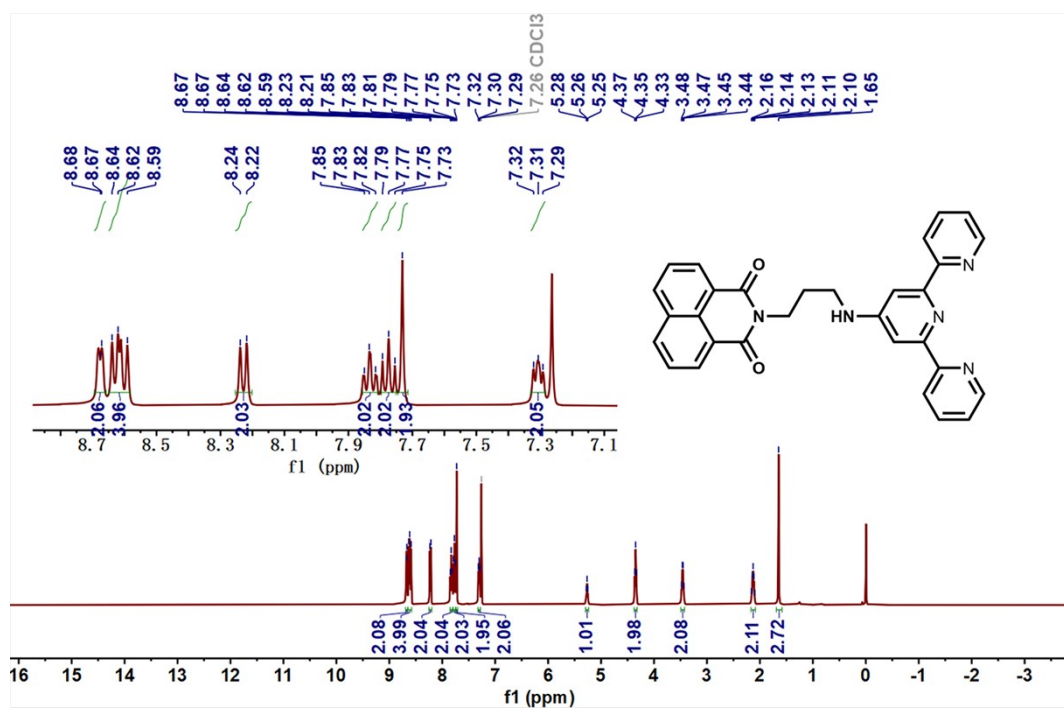 8.67 8.67 8.64 8.62 8.59 8.23 8.21 7.85 7.83 7.81 7.79 7.77 7.75 7.73 7.32 7.30 7.29 7.26 CDCl3 5.28 5.26 5.25 4.37 4.35 4.33 3.48 3.47 3.45 3.44 2.16 2.14 2.13 2.11 2.10 1.65
8.68 8.67 8.64 8.62 8.59 8.24 8.22 7.85 7.83 7.82 7.79 7.77 7.75 7.73 7.32 7.31 7.29
O
N
O
HN
N
N
N
2.06 3.96 2.03 2.02 2.02 1.93 2.05
8.7 8.5 8.3 8.1 7.9 7.7 7.5 7.3 7.1
f1 (ppm)
2.08 3.99 2.04 2.04 2.03 1.95 2.06 1.01 1.98 2.08 2.11 2.72
16 15 14 13 12 11 10 9 8 7 6 5 4 3 2 1 0 -1 -2 -3
f1 (ppm)